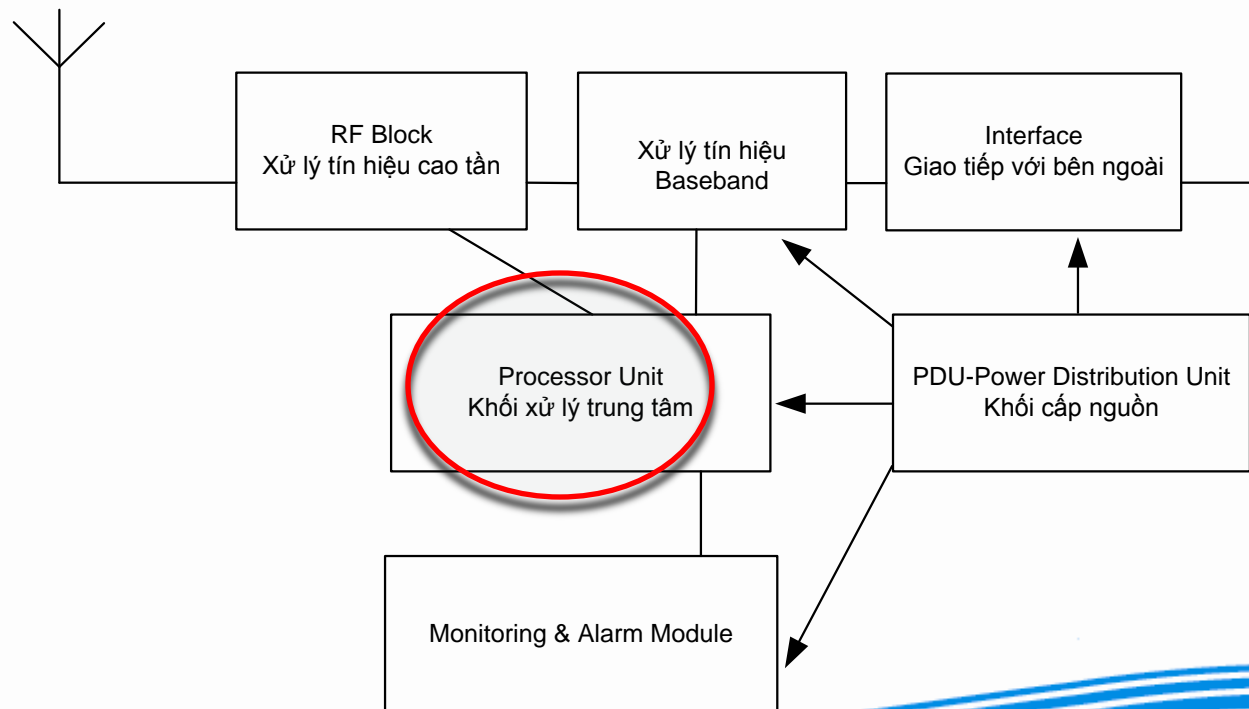 RF Block
Xử lý tín hiệu cao tần
Xử lý tín hiệu
Baseband
Interface
Giao tiếp với bên ngoài
Processor Unit
Khối xử lý trung tâm
PDU-Power Distribution Unit
Khối cấp nguồn
Monitoring & Alarm Module